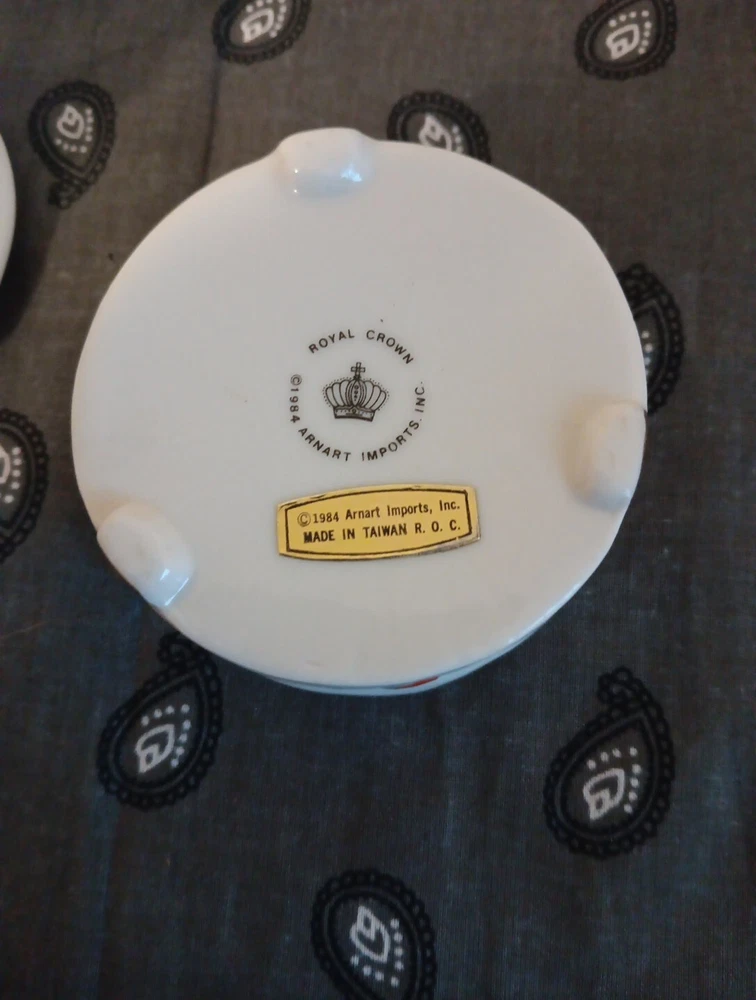 ROYAL CROWN
©1984 ARNART IMPORTS, INC.
©1984 Arnart Imports, Inc.
MADE IN TAIWAN R. O. C.